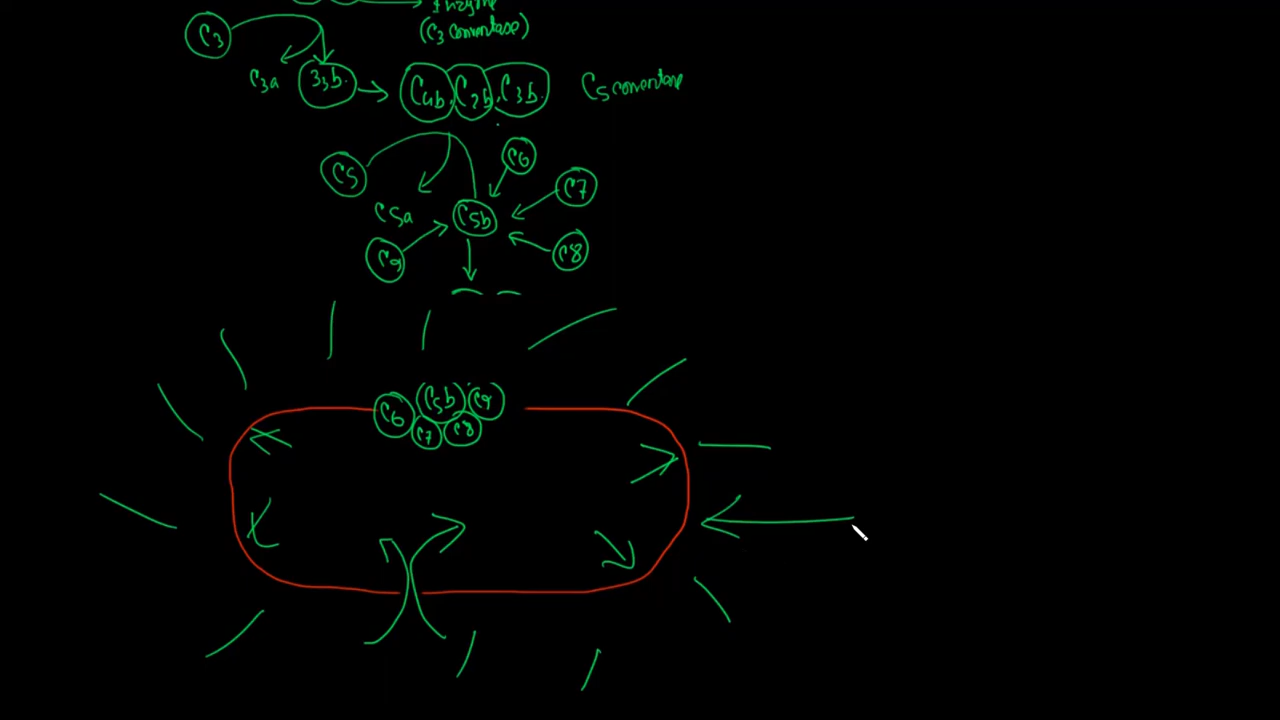 Enzyme
(C3 convertase)
C3
C3a 33b. → C4b. C2b. C3b. C5 convertase
C6
C5 C7
C5a C5b
C9 C8
C6 C5b C9
C7 C8